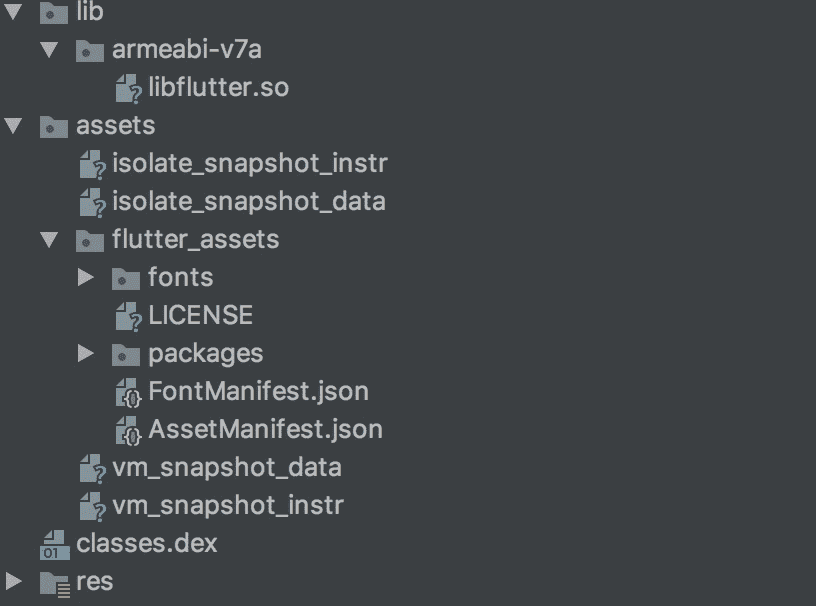 lib
armeabi-v7a
libflutter.so
assets
isolate_snapshot_instr
isolate_snapshot_data
flutter_assets
fonts
LICENSE
packages
FontManifest.json
AssetManifest.json
vm_snapshot_data
vm_snapshot_instr
01 classes.dex
res